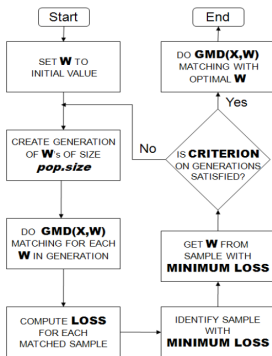 Start
SET W TO
INITIAL VALUE
CREATE GENERATION
OF W's OF SIZE
pop.size
DO GMD(X,W)
MATCHING FOR EACH
W IN GENERATION
COMPUTE LOSS
FOR EACH
MATCHED SAMPLE
IDENTIFY SAMPLE
WITH
MINIMUM LOSS
GET W FROM
SAMPLE WITH
MINIMUM LOSS
IS CRITERION
ON GENERATIONS
SATISFIED?
No
Yes
DO GMD(X,W)
MATCHING WITH
OPTIMAL W
End